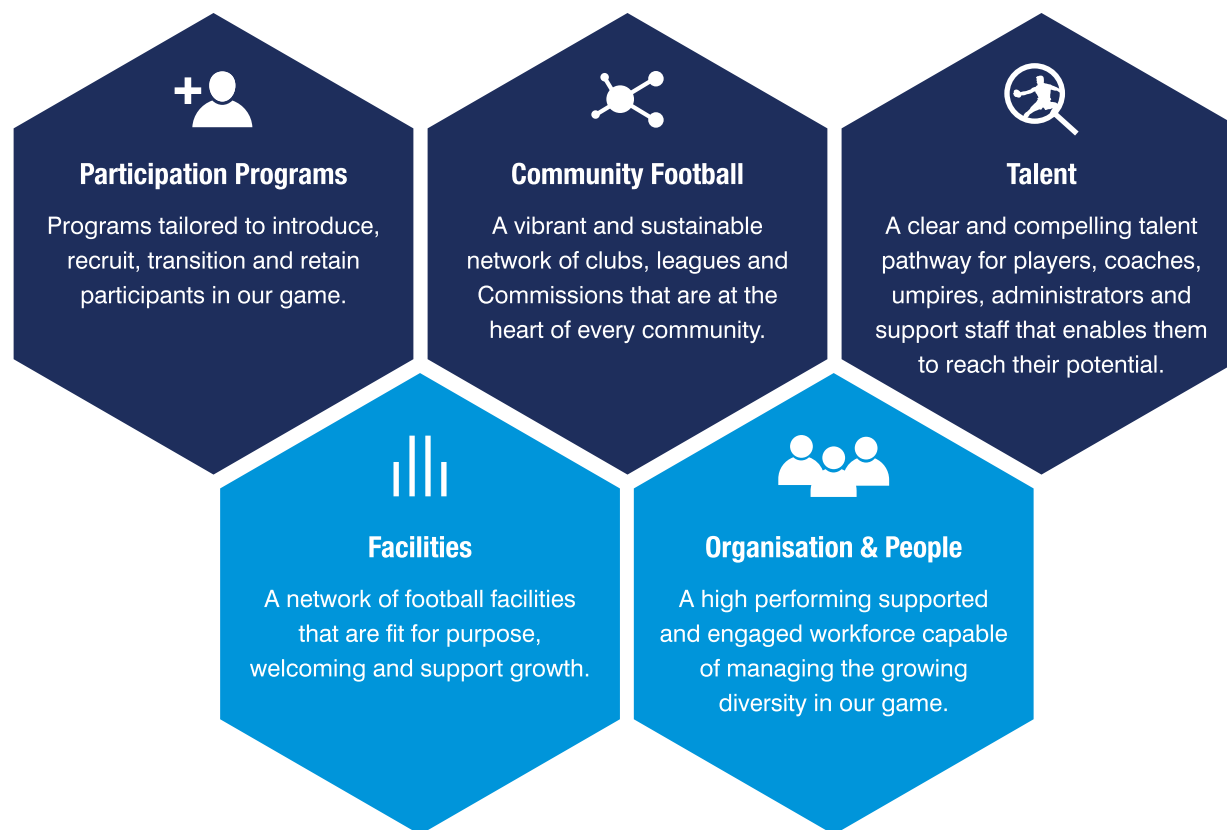 Participation Programs
Programs tailored to introduce,
recruit, transition and retain
participants in our game.
Community Football
A vibrant and sustainable
network of clubs, leagues and
Commissions that are at the
heart of every community.
Talent
A clear and compelling talent
pathway for players, coaches,
umpires, administrators and
support staff that enables them
to reach their potential.
Facilities
A network of football facilities
that are fit for purpose,
welcoming and support growth.
Organisation & People
A high performing supported
and engaged workforce capable
of managing the growing
diversity in our game.